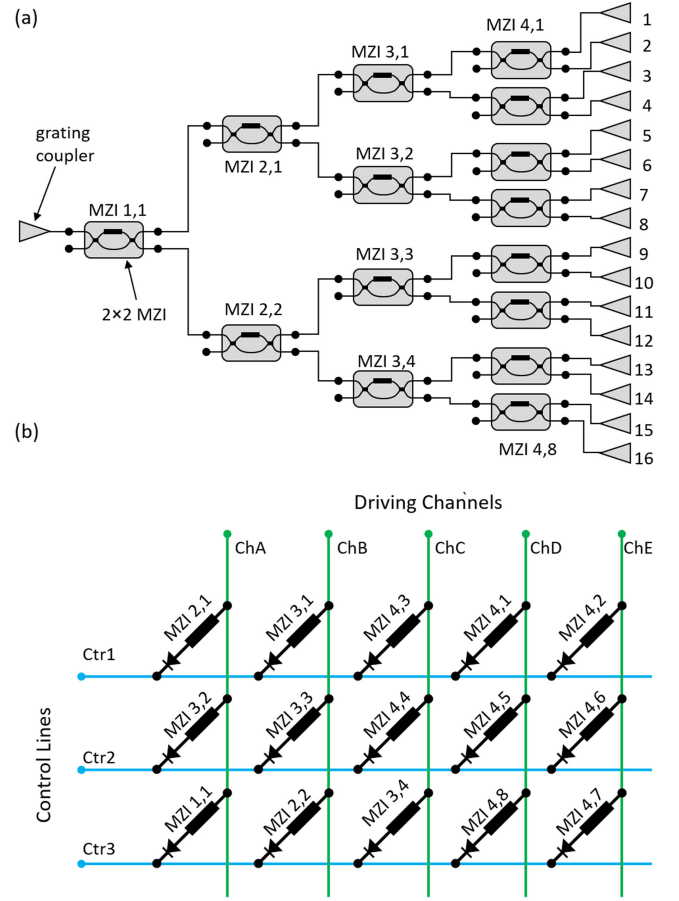 (a)
MZI 4,1
1
2
3
4
5
6
7
8
9
10
11
12
13
14
15
16
MZI 3,1
grating
coupler
MZI 2,1
MZI 3,2
MZI 1,1
MZI 3,3
2×2 MZI
MZI 2,2
MZI 3,4
MZI 4,8
(b)
Driving Channels
ChA
ChB
ChC
ChD
ChE
Control Lines
Ctr1
MZI 2,1
MZI 3,1
MZI 4,3
MZI 4,1
MZI 4,2
Ctr2
MZI 3,2
MZI 3,3
MZI 4,4
MZI 4,5
MZI 4,6
Ctr3
MZI 1,1
MZI 2,2
MZI 3,4
MZI 4,8
MZI 4,7